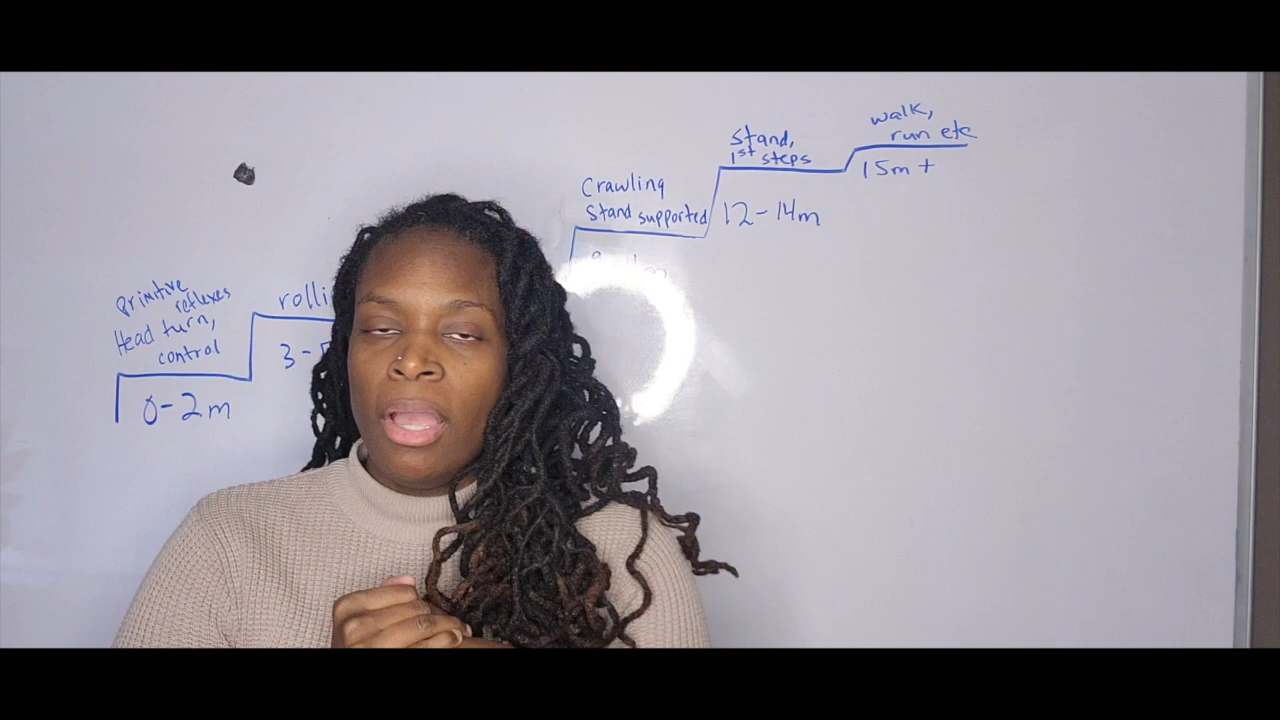 Primitive
reflexes
Head turn,
control
0-2m
rolli
3-
Crawling
Stand supported
Stand,
1st steps
12-14m
walk,
run etc
15m +